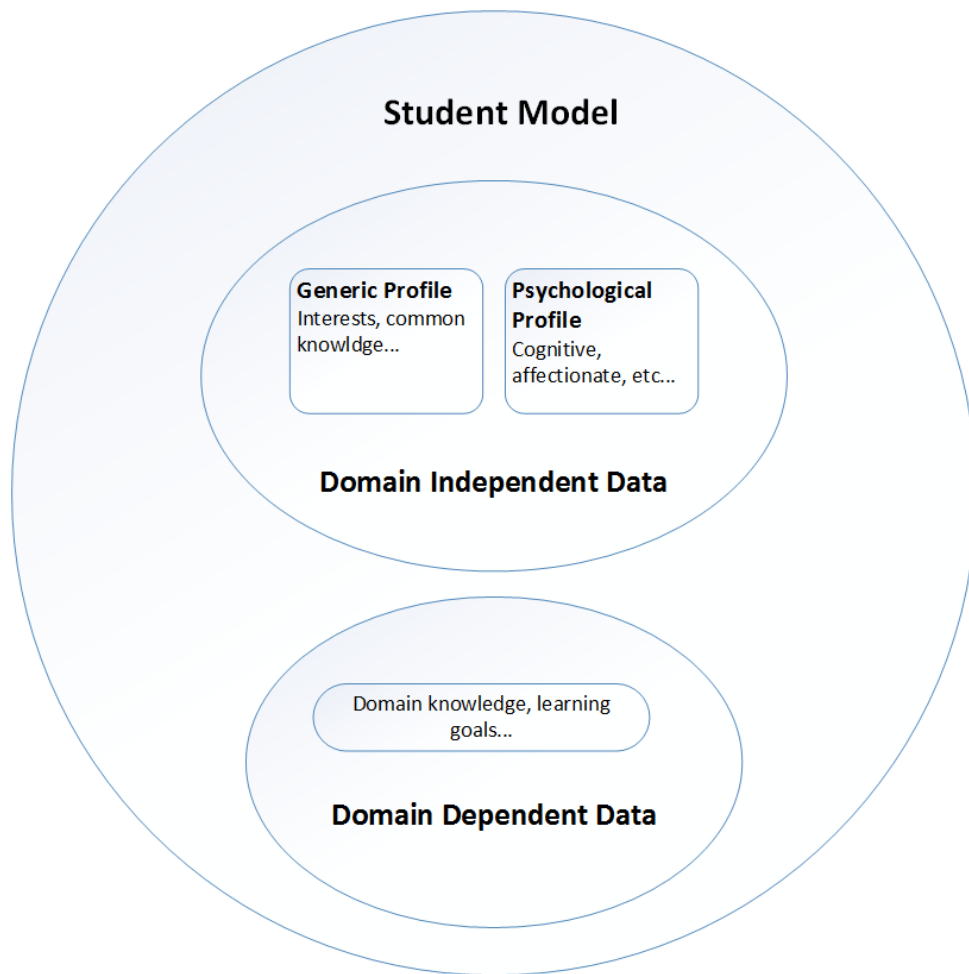 Student Model
Generic Profile
Interests, common
knowldge...
Psychological
Profile
Cognitive,
affectionate, etc...
Domain Independent Data
Domain knowledge, learning
goals...
Domain Dependent Data